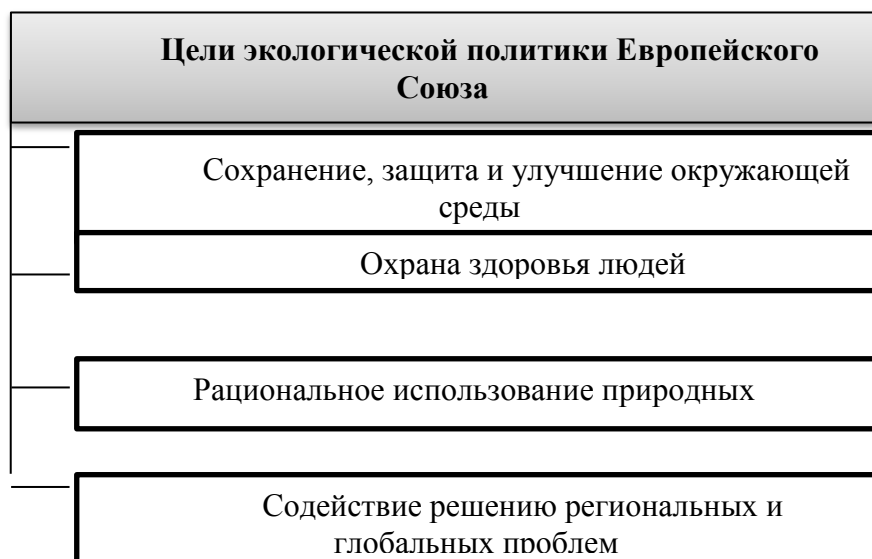 Цели экологической политики Европейского
Союза
Сохранение, защита и улучшение окружающей
среды
Охрана здоровья людей
Рациональное использование природных
Содействие решению региональных и
глобальных проблем